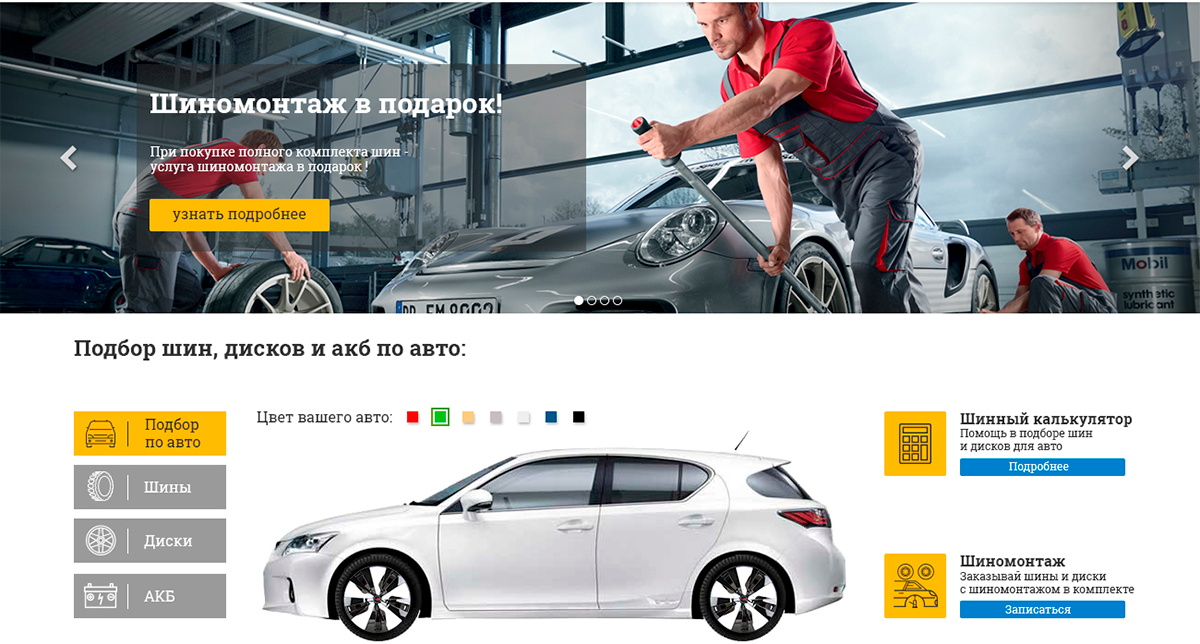 Шиномонтаж в подарок!
При покупке полного комплекта шин -
услуга шиномонтажа в подарок !
узнать подробнее
Mobil
synthetic
lubricant
Подбор шин, дисков и акб по авто:
Подбор
по авто
Шины
Диски
АКБ
Цвет вашего авто:
Шинный калькулятор
Помощь в подборе шин
и дисков для авто
Подробнее
Шиномонтаж
Заказывай шины и диски
с шиномонтажом в комплекте
Записаться